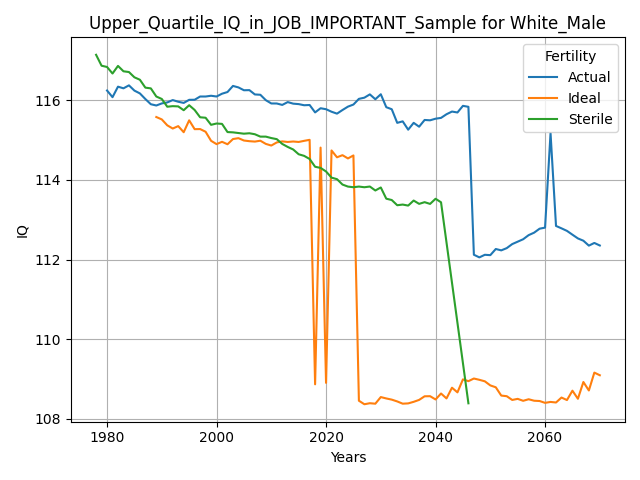 Upper_Quartile_IQ_in_JOB_IMPORTANT_Sample for White_Male
Fertility
Actual
Ideal
Sterile
IQ
116
114
112
110
108
1980
2000
2020
2040
2060
Years